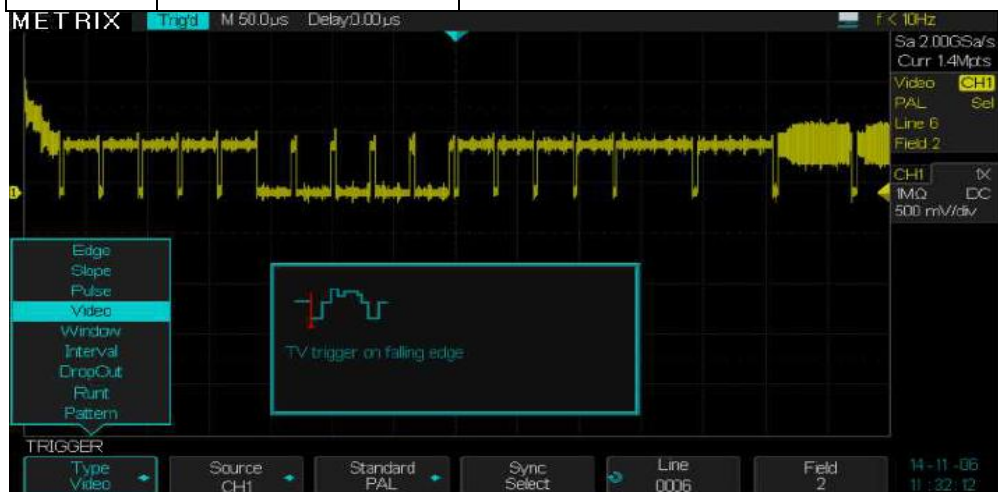 METRIX Trig'd M 50.0µs Delay:0.00µs f < 10Hz
Sa 2.00GSa/s
Curr 1.4Mpts
Video CH1
PAL Sel
Line 6
Field 2
CH1 1X
1MΩ DC
500 mV/div
1
Edge
Slope
Pulse
Video
Window
Interval
DropOut
Runt
Pattern
TV trigger on falling edge
TRIGGER
Type
Video
Source
CH1
Standard
PAL
Sync
Select
Line
0006
Field
2
14-11-06
11:32:12